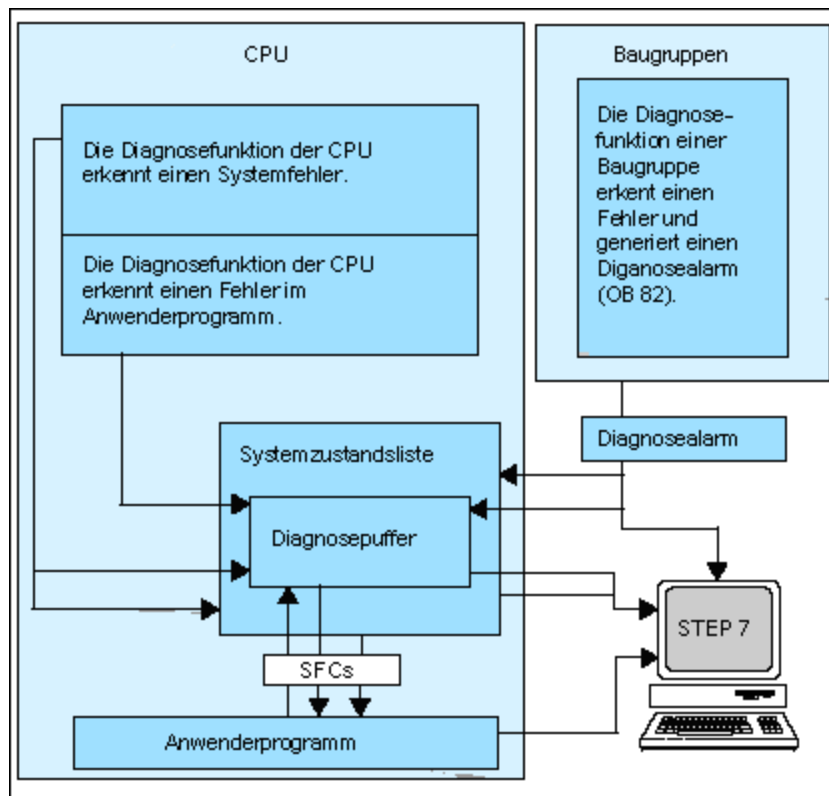 CPU
Die Diagnosefunktion der CPU
erkennt einen Systemfehler.
Die Diagnosefunktion der CPU
erkennt einen Fehler im
Anwenderprogramm.
Baugruppen
Die Diagnose-
funktion einer
Baugruppe
erkent einen
Fehler und
generiert einen
Diganosealarm
(OB 82).
Diagnosealarm
Systemzustandsliste
Diagnosepuffer
STEP 7
SFCs
Anwenderprogramm